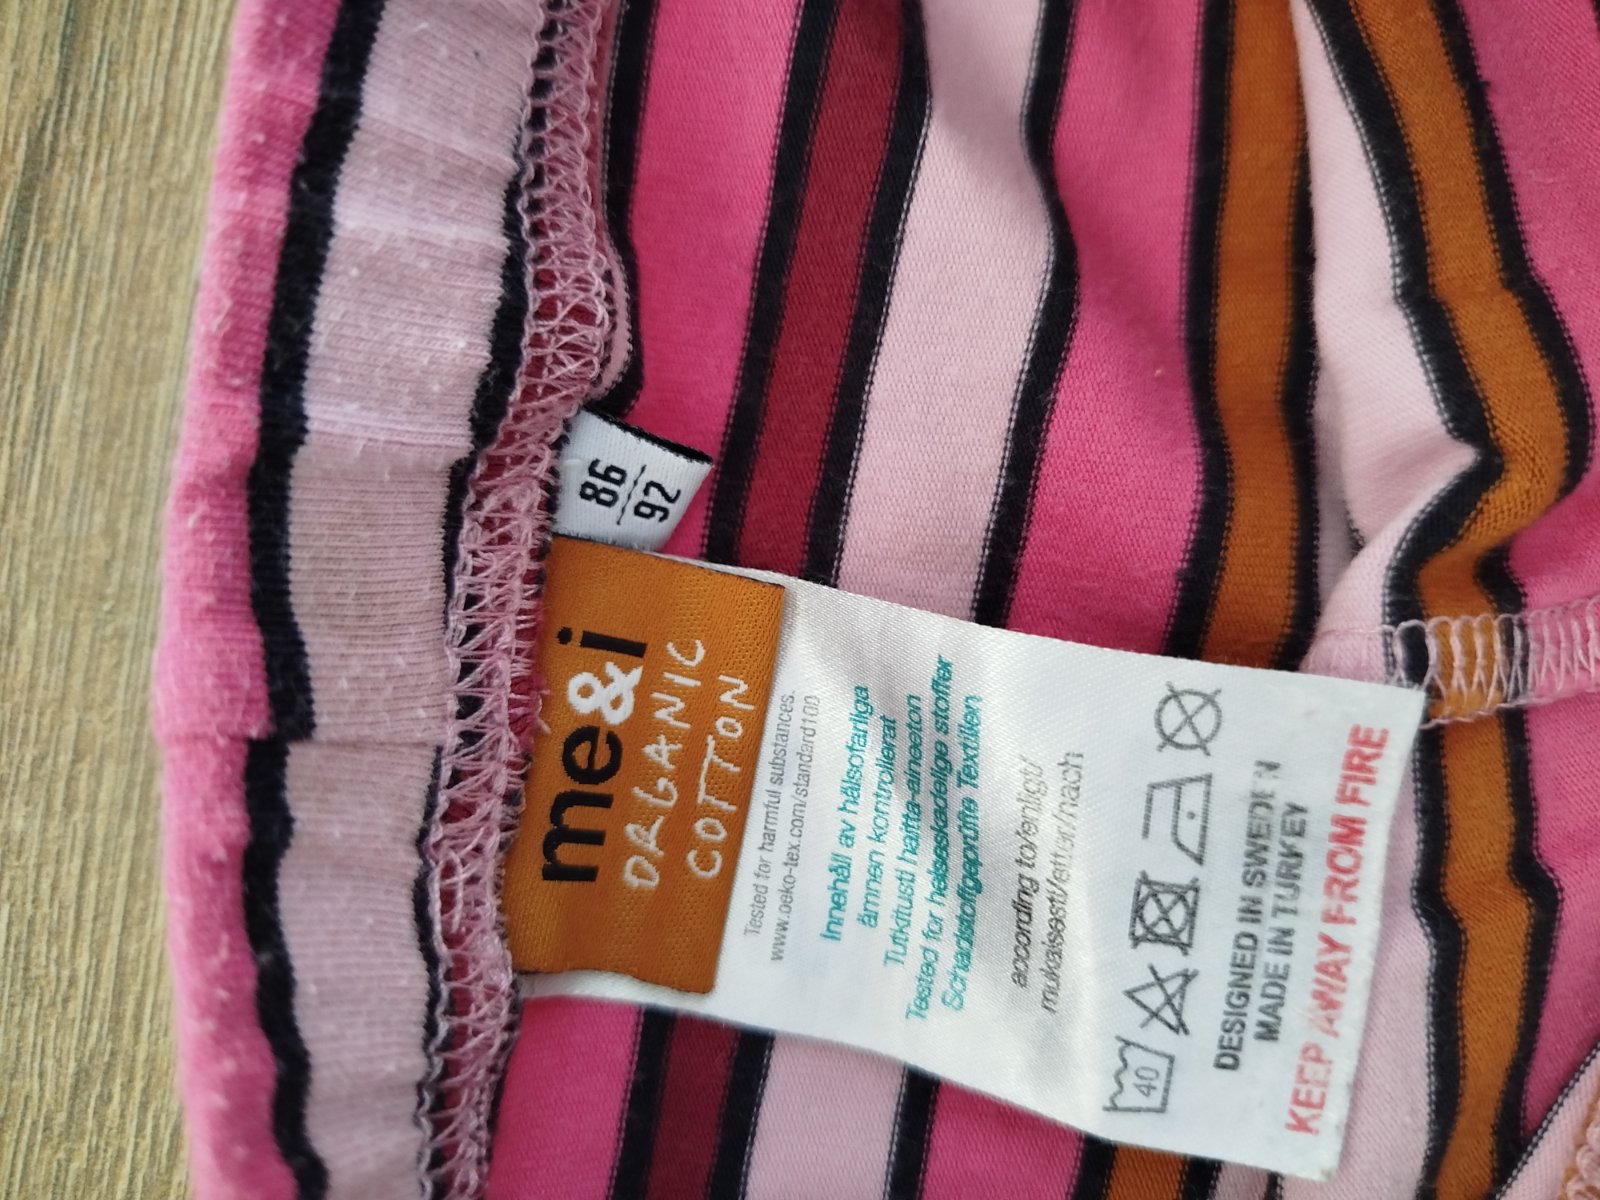 86
92
me&i
ORGANIC
COTTON
Tested for harmful substances.
www.oeko-tex.com/standard100
Innehåll av hälsofarliga
ämnen kontrollerat
Tutkittu haitta-aineeton
Tested for helseskadelige stoffer
Schadstoffgeprüfte Textilien
according to/enligt/
mukaisesti/etter/nach
40
DESIGNED IN SWEDEN
MADE IN TURKEY
KEEP AWAY FROM FIRE